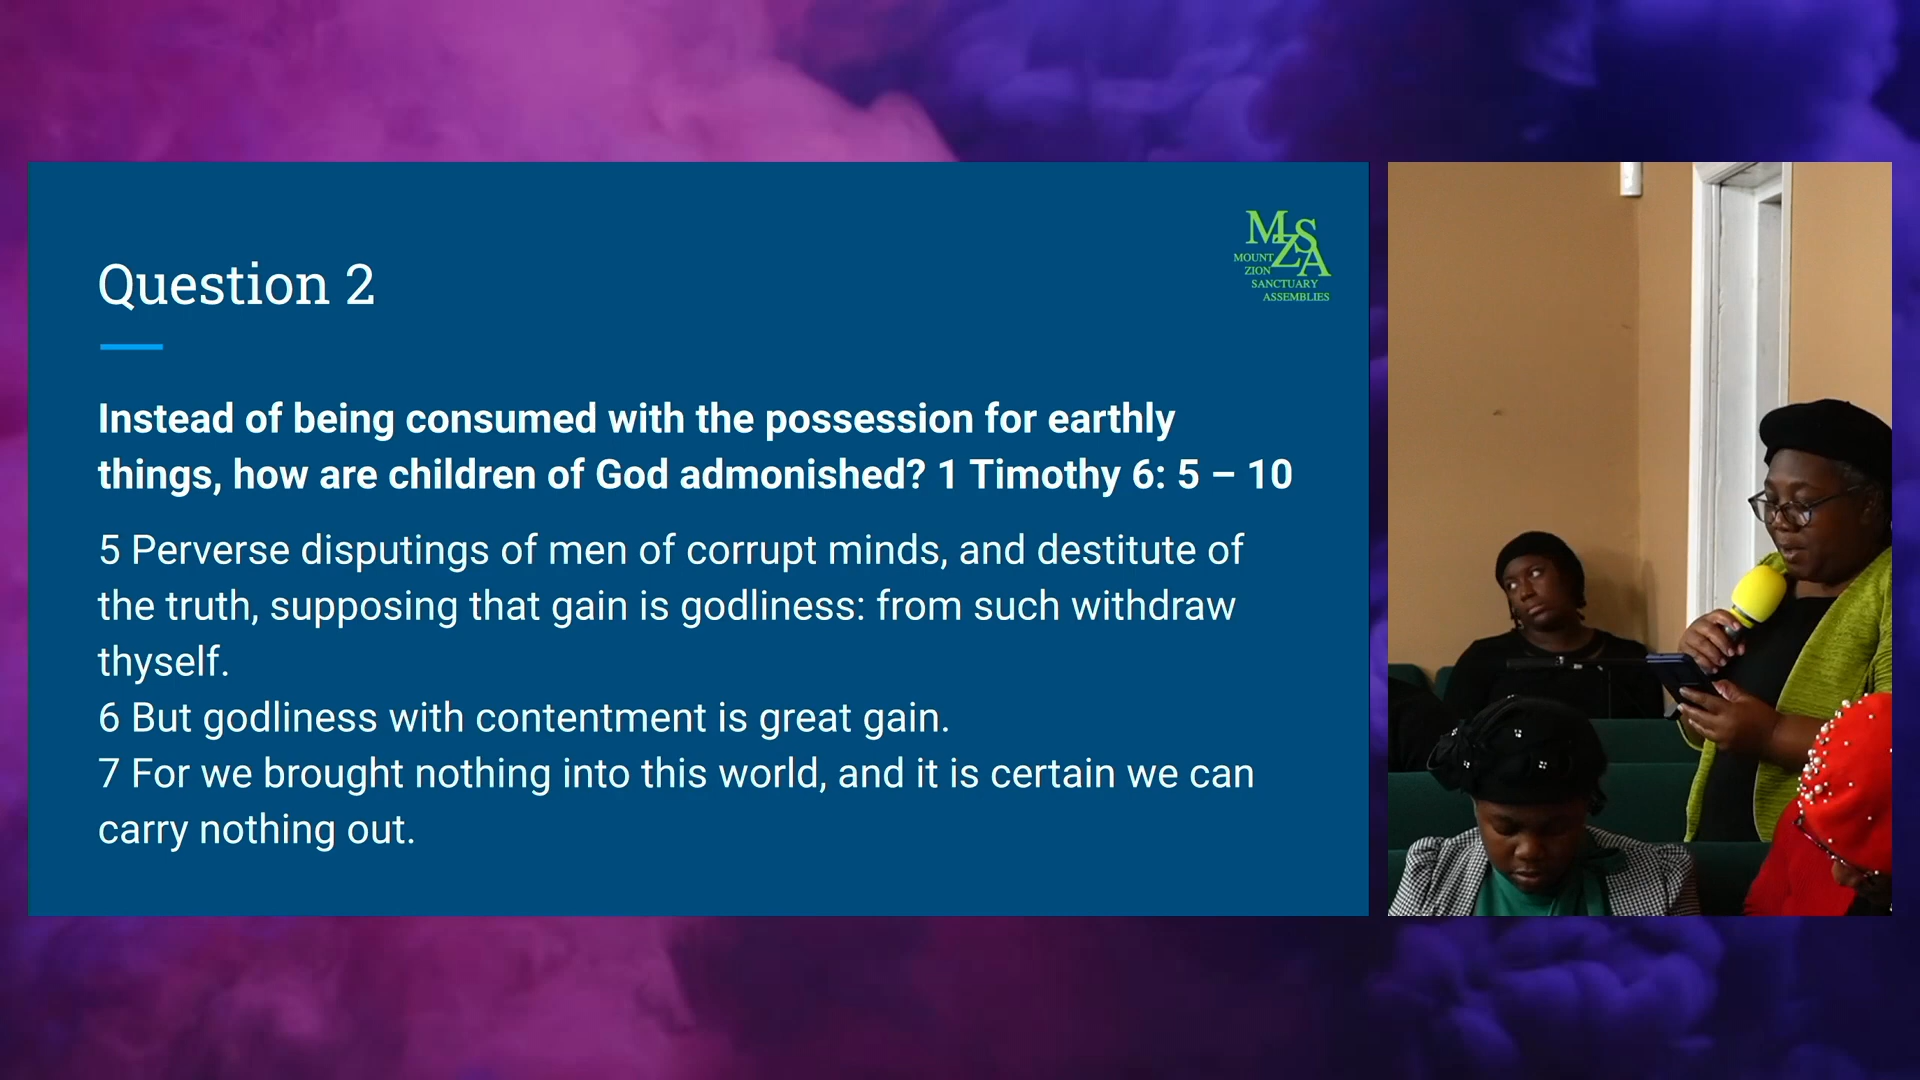 Question 2
MZSA
MOUNT
ZION
SANCTUARY
ASSEMBLIES
Instead of being consumed with the possession for earthly
things, how are children of God admonished? 1 Timothy 6: 5 – 10
5 Perverse disputings of men of corrupt minds, and destitute of
the truth, supposing that gain is godliness: from such withdraw
thyself.
6 But godliness with contentment is great gain.
7 For we brought nothing into this world, and it is certain we can
carry nothing out.